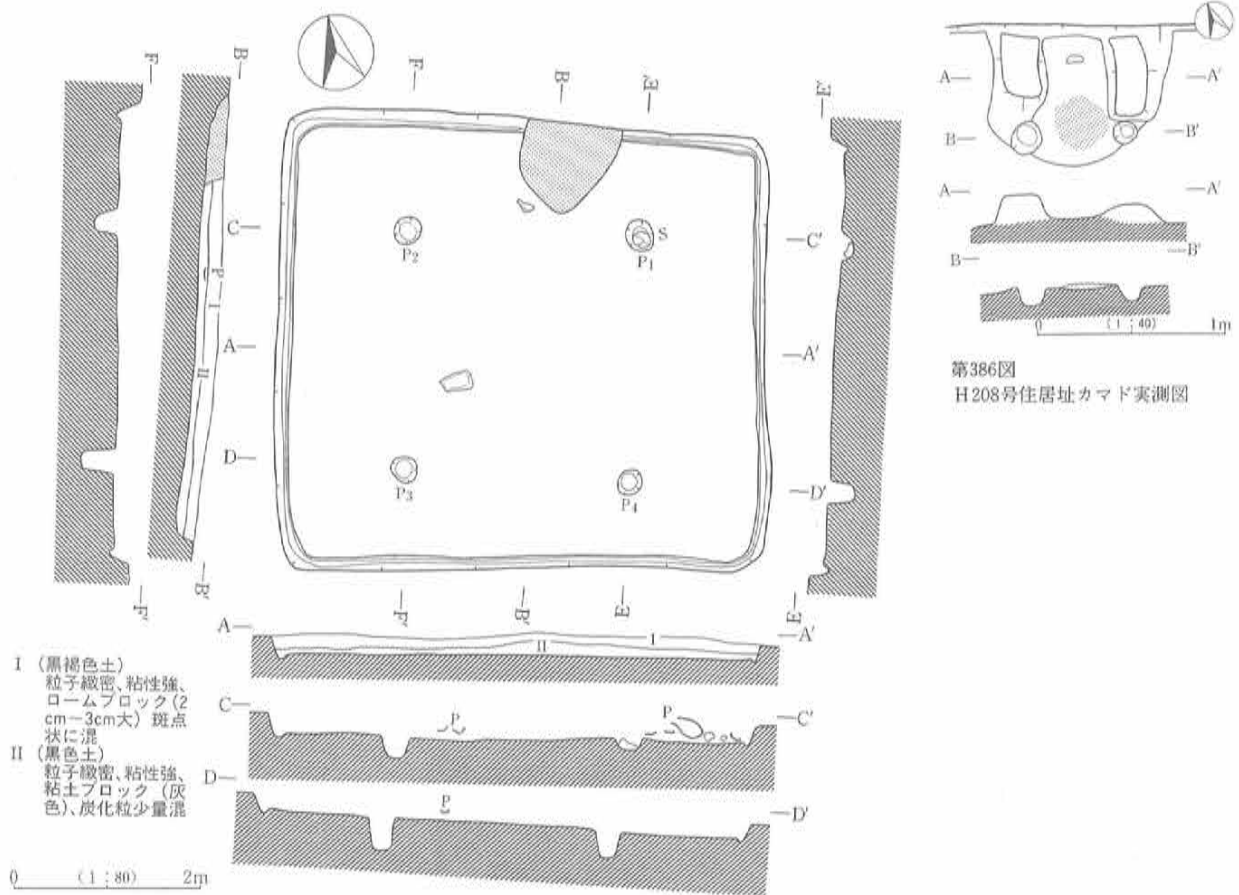 F
B
F
B
E'
E'
C
C'
P2
P1
S
P
I
II
A
A'
D
D'
P3
P4
F'
B'
F'
B'
E
E
A
A'
I
II
C
C'
P
P
D
D'
P
I (黒褐色土)
粒子緻密、粘性強、
ロームブロック(2
cm－3cm大) 斑点
状に混
II (黒色土)
粒子緻密、粘性強、
粘土ブロック (灰
色)、炭化粒少量混
0 (1:80) 2m
A
A'
B
B'
A
A'
B
B'
0 (1:40) 1m
第386図
H208号住居址カマド実測図